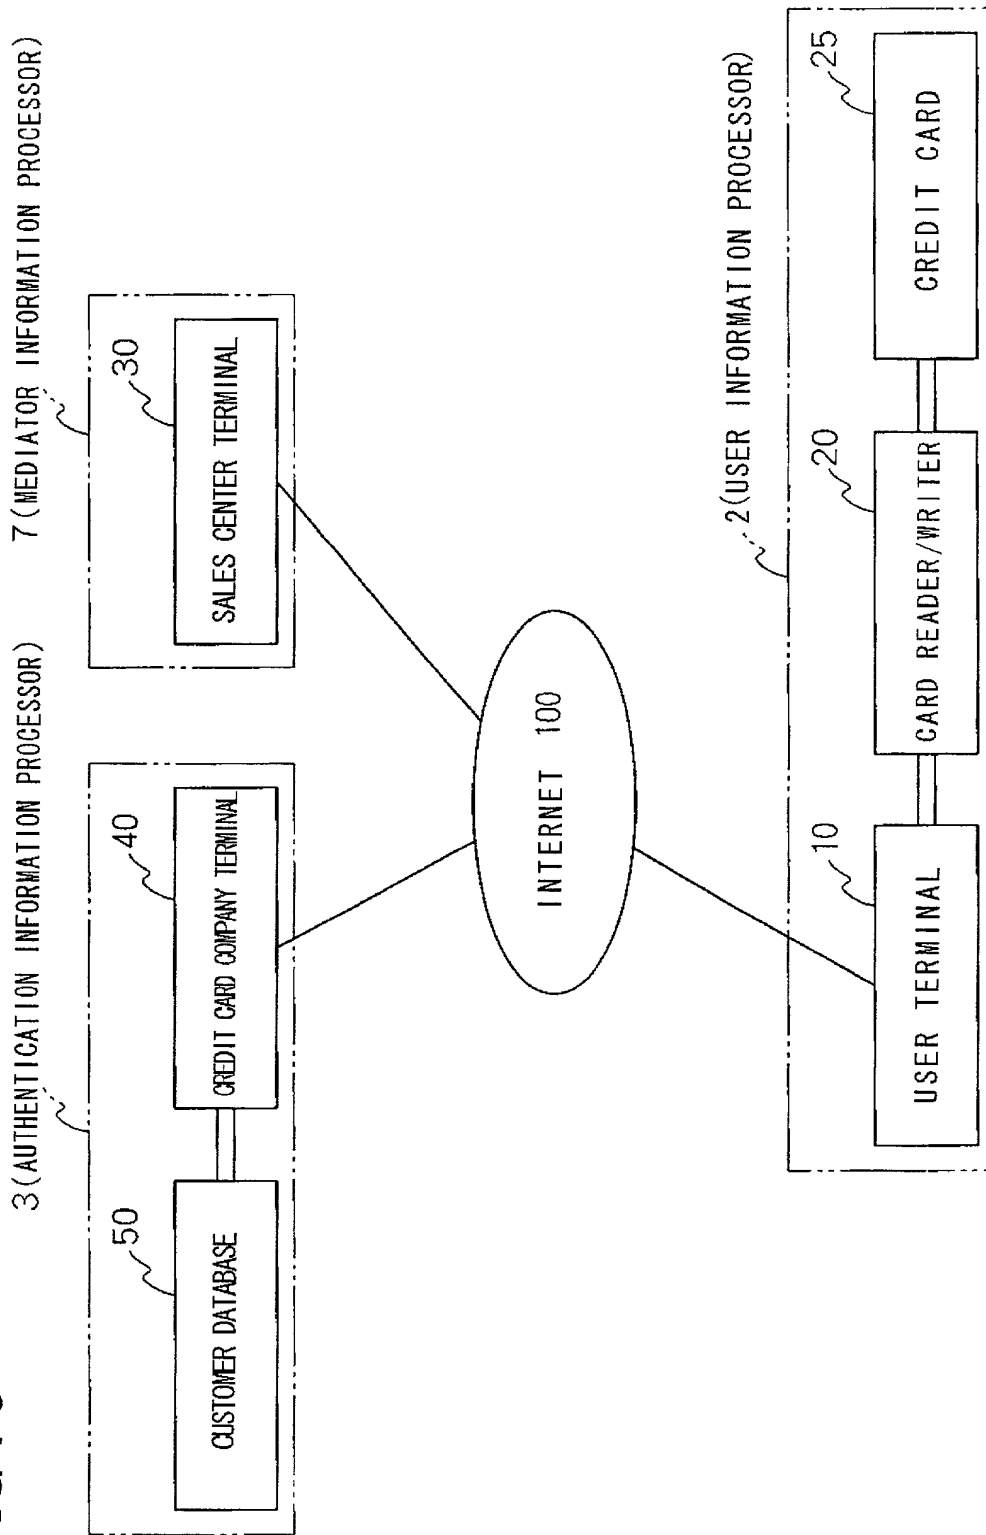 3(AUTHENTICATION INFORMATION PROCESSOR)
7(MEDIATOR INFORMATION PROCESSOR)
50
CUSTOMER DATABASE
40
CREDIT CARD COMPANY TERMINAL
30
SALES CENTER TERMINAL
INTERNET 100
2(USER INFORMATION PROCESSOR)
10
USER TERMINAL
20
CARD READER/WRITER
25
CREDIT CARD